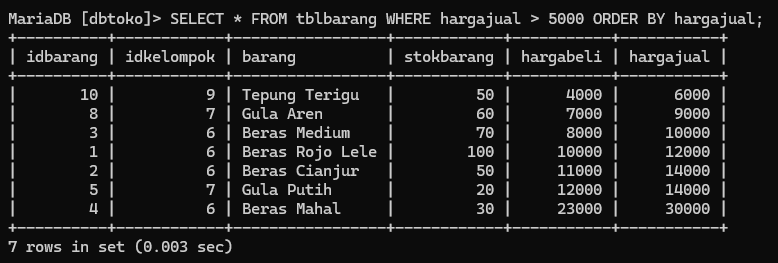 MariaDB [dbtoko]> SELECT * FROM tblbarang WHERE hargajual > 5000 ORDER BY hargajual;
+----------+------------+-----------------+------------+-----------+-----------+
| idbarang | idkelompok | barang          | stokbarang | hargabeli | hargajual |
+----------+------------+-----------------+------------+-----------+-----------+
|       10 |          9 | Tepung Terigu   |         50 |      4000 |      6000 |
|        8 |          7 | Gula Aren       |         60 |      7000 |      9000 |
|        3 |          6 | Beras Medium    |         70 |      8000 |     10000 |
|        1 |          6 | Beras Rojo Lele |        100 |     10000 |     12000 |
|        2 |          6 | Beras Cianjur   |         50 |     11000 |     14000 |
|        5 |          7 | Gula Putih      |         20 |     12000 |     14000 |
|        4 |          6 | Beras Mahal     |         30 |     23000 |     30000 |
+----------+------------+-----------------+------------+-----------+-----------+
7 rows in set (0.003 sec)